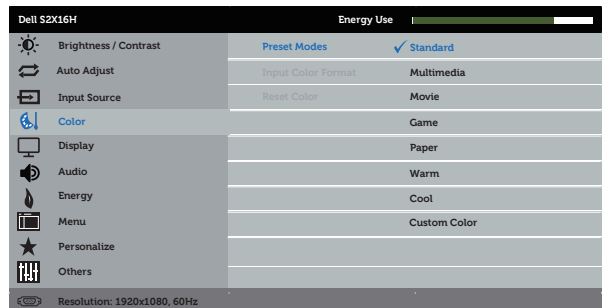 Dell S2X16H Energy Use
Brightness / Contrast Preset Modes Standard
Auto Adjust Input Color Format Multimedia
Input Source Reset Color Movie
Color Game
Display Paper
Audio Warm
Energy Cool
Menu Custom Color
Personalize
Others
Resolution: 1920x1080, 60Hz